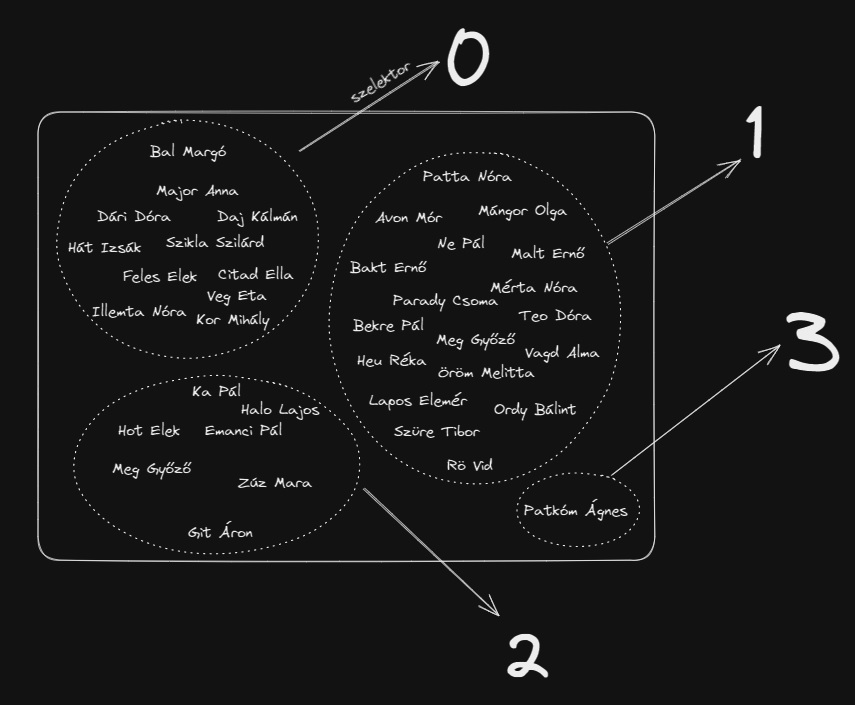 0
szelektor
1
Bal Margó
Major Anna
Dári Dóra
Daj Kálmán
Hát Izsák
Szikla Szilárd
Feles Elek
Citad Ella
Veg Eta
Illemta Nóra
Kor Mihály
Patta Nóra
Avon Mór
Mángor Olga
Ne Pál
Malt Ernő
Bakt Ernő
Mérta Nóra
Parady Csoma
Teo Dóra
Bekre Pál
Meg Győző
Vagd Alma
Heu Réka
Öröm Melitta
Lapos Elemér
Ordy Bálint
Szüre Tibor
Rö Vid
3
Ka Pál
Halo Lajos
Hot Elek
Emanci Pál
Meg Győző
Zúz Mara
Git Áron
Patkóm Ágnes
2